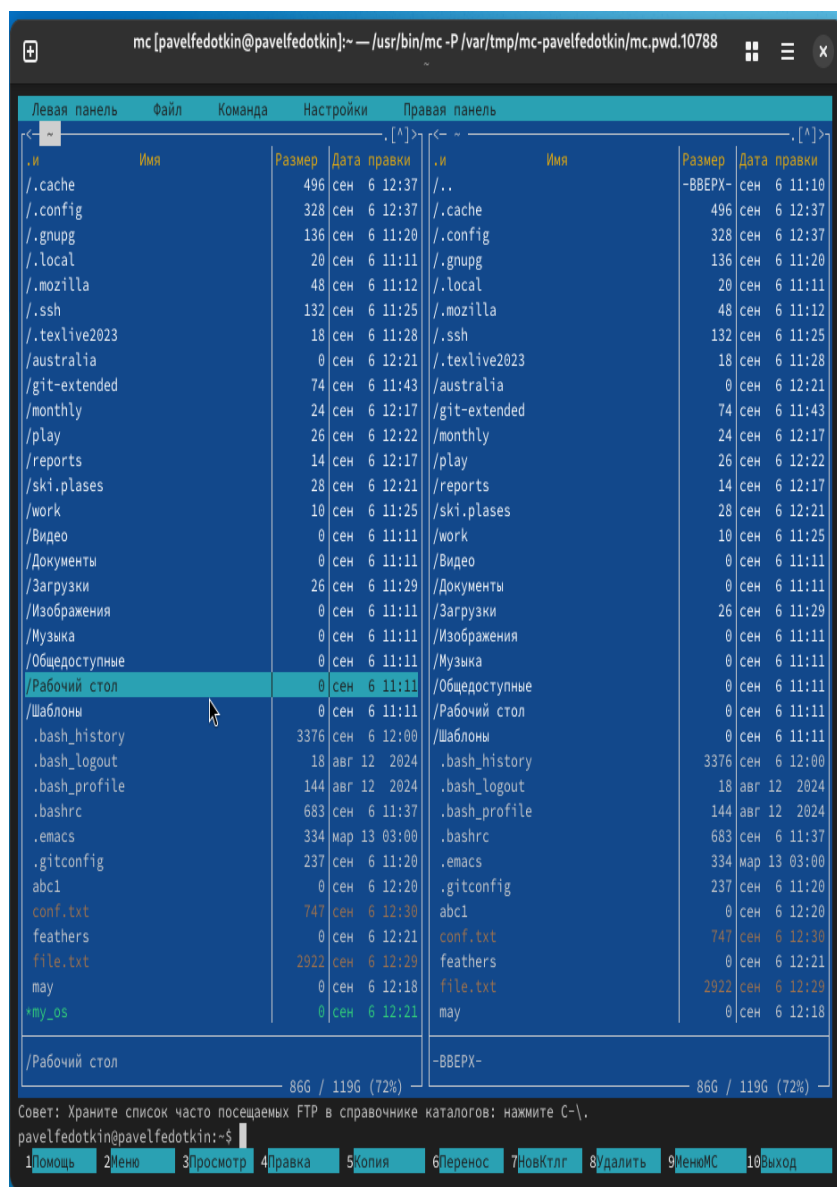 mc [pavelfedotkin@pavelfedotkin]:~ — /usr/bin/mc -P /var/tmp/mc-pavelfedotkin/mc.pwd.10788
~
Левая панель Файл Команда Настройки Правая панель
<— ~ .[^]> <— ~ .[^]>
.и Имя Размер Дата правки .и Имя Размер Дата правки
/.cache 496 сен 6 12:37 /.. -ВВЕРХ- сен 6 11:10
/.config 328 сен 6 12:37 /.cache 496 сен 6 12:37
/.gnupg 136 сен 6 11:20 /.config 328 сен 6 12:37
/.local 20 сен 6 11:11 /.gnupg 136 сен 6 11:20
/.mozilla 48 сен 6 11:12 /.local 20 сен 6 11:11
/.ssh 132 сен 6 11:25 /.mozilla 48 сен 6 11:12
/.texlive2023 18 сен 6 11:28 /.ssh 132 сен 6 11:25
/australia 0 сен 6 12:21 /.texlive2023 18 сен 6 11:28
/git-extended 74 сен 6 11:43 /australia 0 сен 6 12:21
/monthly 24 сен 6 12:17 /git-extended 74 сен 6 11:43
/play 26 сен 6 12:22 /monthly 24 сен 6 12:17
/reports 14 сен 6 12:17 /play 26 сен 6 12:22
/ski.plases 28 сен 6 12:21 /reports 14 сен 6 12:17
/work 10 сен 6 11:25 /ski.plases 28 сен 6 12:21
/Видео 0 сен 6 11:11 /work 10 сен 6 11:25
/Документы 0 сен 6 11:11 /Видео 0 сен 6 11:11
/Загрузки 26 сен 6 11:29 /Документы 0 сен 6 11:11
/Изображения 0 сен 6 11:11 /Загрузки 26 сен 6 11:29
/Музыка 0 сен 6 11:11 /Изображения 0 сен 6 11:11
/Общедоступные 0 сен 6 11:11 /Музыка 0 сен 6 11:11
/Рабочий стол 0 сен 6 11:11 /Общедоступные 0 сен 6 11:11
/Шаблоны 0 сен 6 11:11 /Рабочий стол 0 сен 6 11:11
.bash_history 3376 сен 6 12:00 /Шаблоны 0 сен 6 11:11
.bash_logout 18 авг 12 2024 .bash_history 3376 сен 6 12:00
.bash_profile 144 авг 12 2024 .bash_logout 18 авг 12 2024
.bashrc 683 сен 6 11:37 .bash_profile 144 авг 12 2024
.emacs 334 мар 13 03:00 .bashrc 683 сен 6 11:37
.gitconfig 237 сен 6 11:20 .emacs 334 мар 13 03:00
abc1 0 сен 6 12:20 .gitconfig 237 сен 6 11:20
conf.txt 747 сен 6 12:30 abc1 0 сен 6 12:20
feathers 0 сен 6 12:21 conf.txt 747 сен 6 12:30
file.txt 2922 сен 6 12:29 feathers 0 сен 6 12:21
may 0 сен 6 12:18 file.txt 2922 сен 6 12:29
*my_os 0 сен 6 12:21 may 0 сен 6 12:18
/Рабочий стол -ВВЕРХ-
86G / 119G (72%) 86G / 119G (72%)
Совет: Храните список часто посещаемых FTP в справочнике каталогов: нажмите C-\.
pavelfedotkin@pavelfedotkin:~$
1Помощь 2Меню 3Просмотр 4Правка 5Копия 6Перенос 7НовКтлг 8Удалить 9МенюMC 10Выход